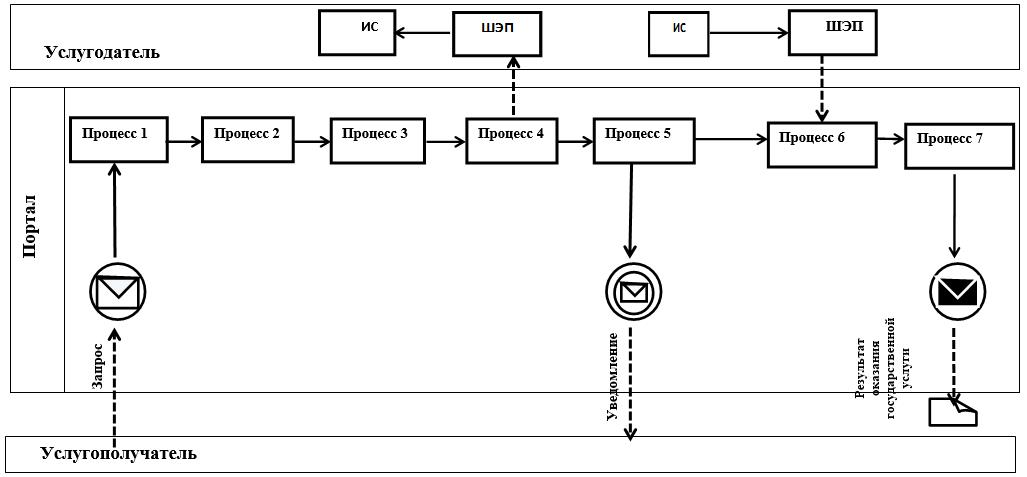 ИС
ШЭП
ИС
ШЭП
Услугодатель
Процесс 1
Процесс 2
Процесс 3
Процесс 4
Процесс 5
Процесс 6
Процесс 7
Портал
Запрос
Уведомление
Результат
оказания
государственной
услуги
Услугополучатель